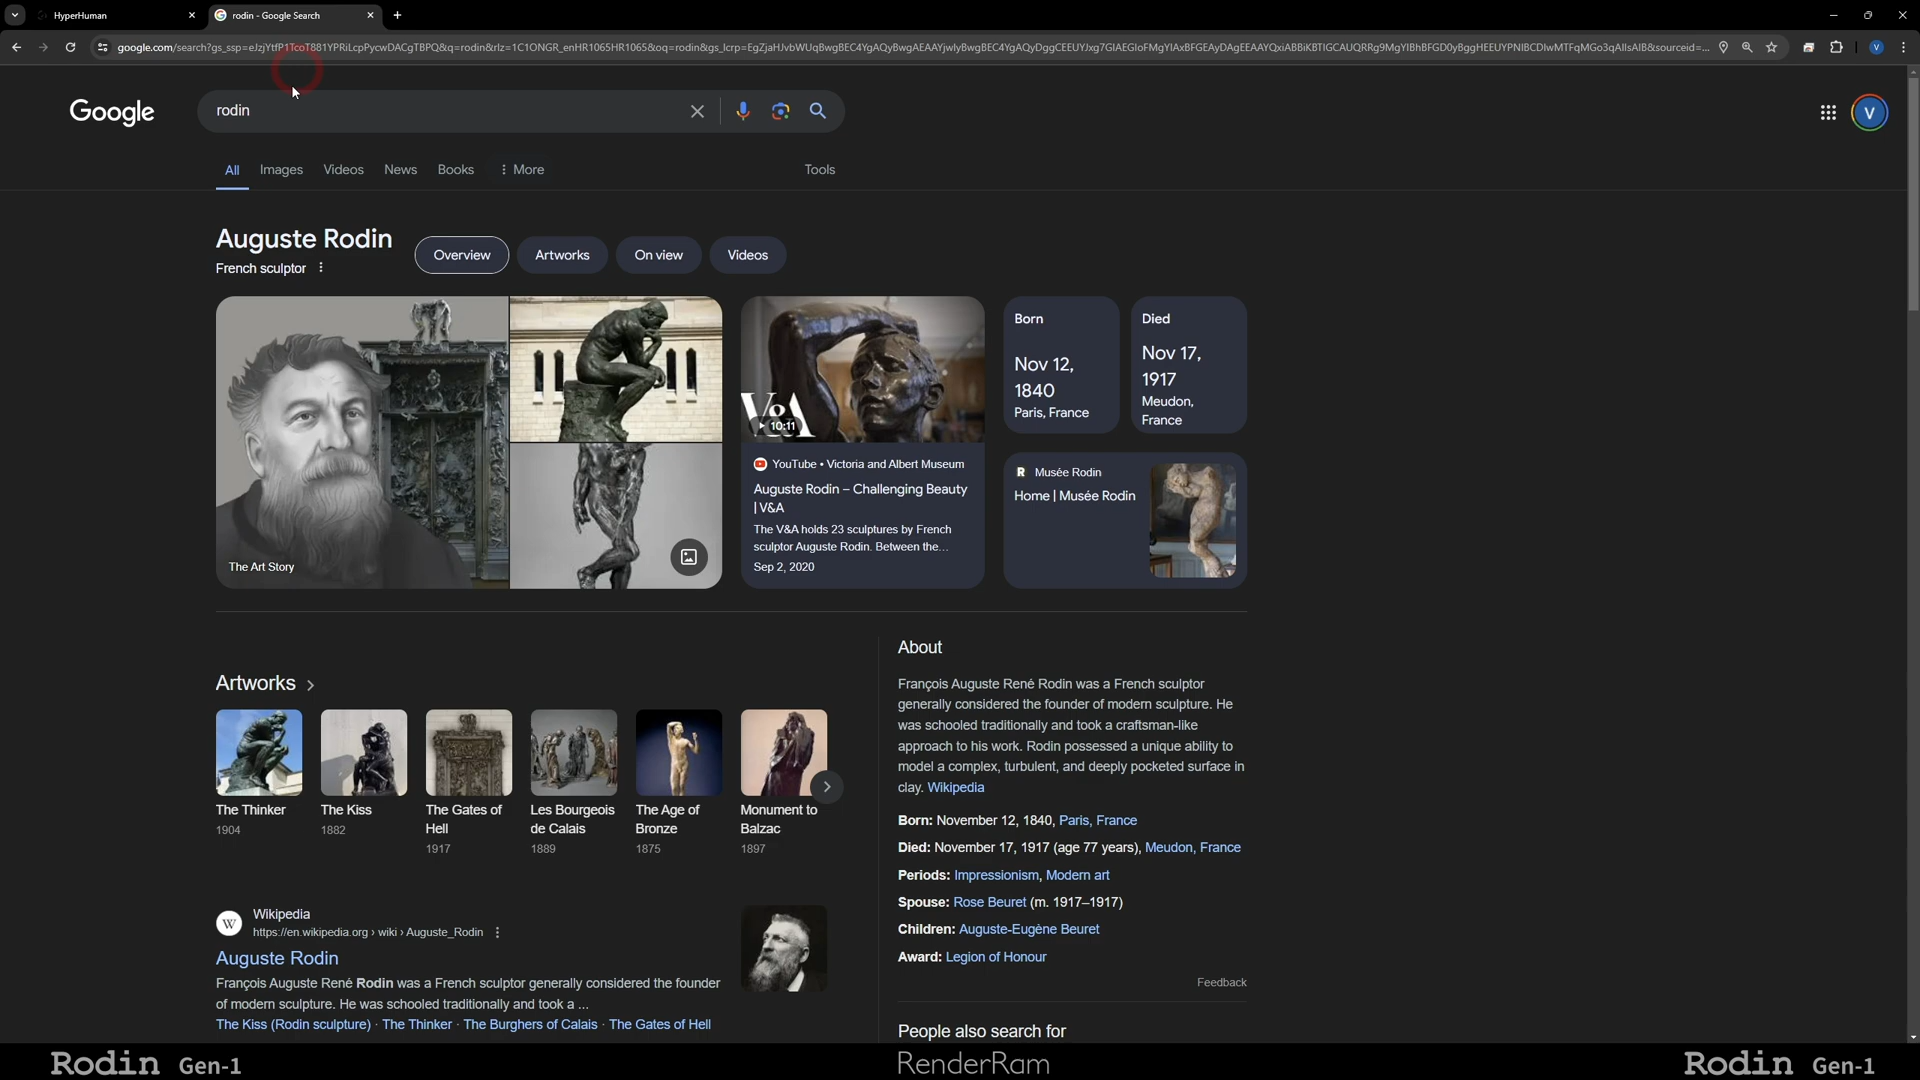 HyperHuman
rodin - Google Search
Google
rodin
All
Images
Videos
News
Books
More
Tools
Auguste Rodin
French sculptor
Overview
Artworks
On view
Videos
The Art Story
V&A
10:11
YouTube • Victoria and Albert Museum
Auguste Rodin – Challenging Beauty
| V&A
The V&A holds 23 sculptures by French
sculptor Auguste Rodin. Between the...
Sep 2, 2020
Born
Nov 12,
1840
Paris, France
Died
Nov 17,
1917
Meudon,
France
R
Musée Rodin
Home | Musée Rodin
Artworks
The Thinker
1904
The Kiss
1882
The Gates of
Hell
1917
Les Bourgeois
de Calais
1889
The Age of
Bronze
1875
Monument to
Balzac
1897
W
Wikipedia
https://en.wikipedia.org › wiki › Auguste_Rodin
Auguste Rodin
François Auguste René Rodin was a French sculptor generally considered the founder
of modern sculpture. He was schooled traditionally and took a ...
The Kiss (Rodin sculpture) · The Thinker · The Burghers of Calais · The Gates of Hell
About
François Auguste René Rodin was a French sculptor
generally considered the founder of modern sculpture. He
was schooled traditionally and took a craftsman-like
approach to his work. Rodin possessed a unique ability to
model a complex, turbulent, and deeply pocketed surface in
clay. Wikipedia
Born: November 12, 1840, Paris, France
Died: November 17, 1917 (age 77 years), Meudon, France
Periods: Impressionism, Modern art
Spouse: Rose Beuret (m. 1917–1917)
Children: Auguste-Eugène Beuret
Award: Legion of Honour
Feedback
People also search for
V
V
Rodin Gen-1
RenderRam
Rodin Gen-1